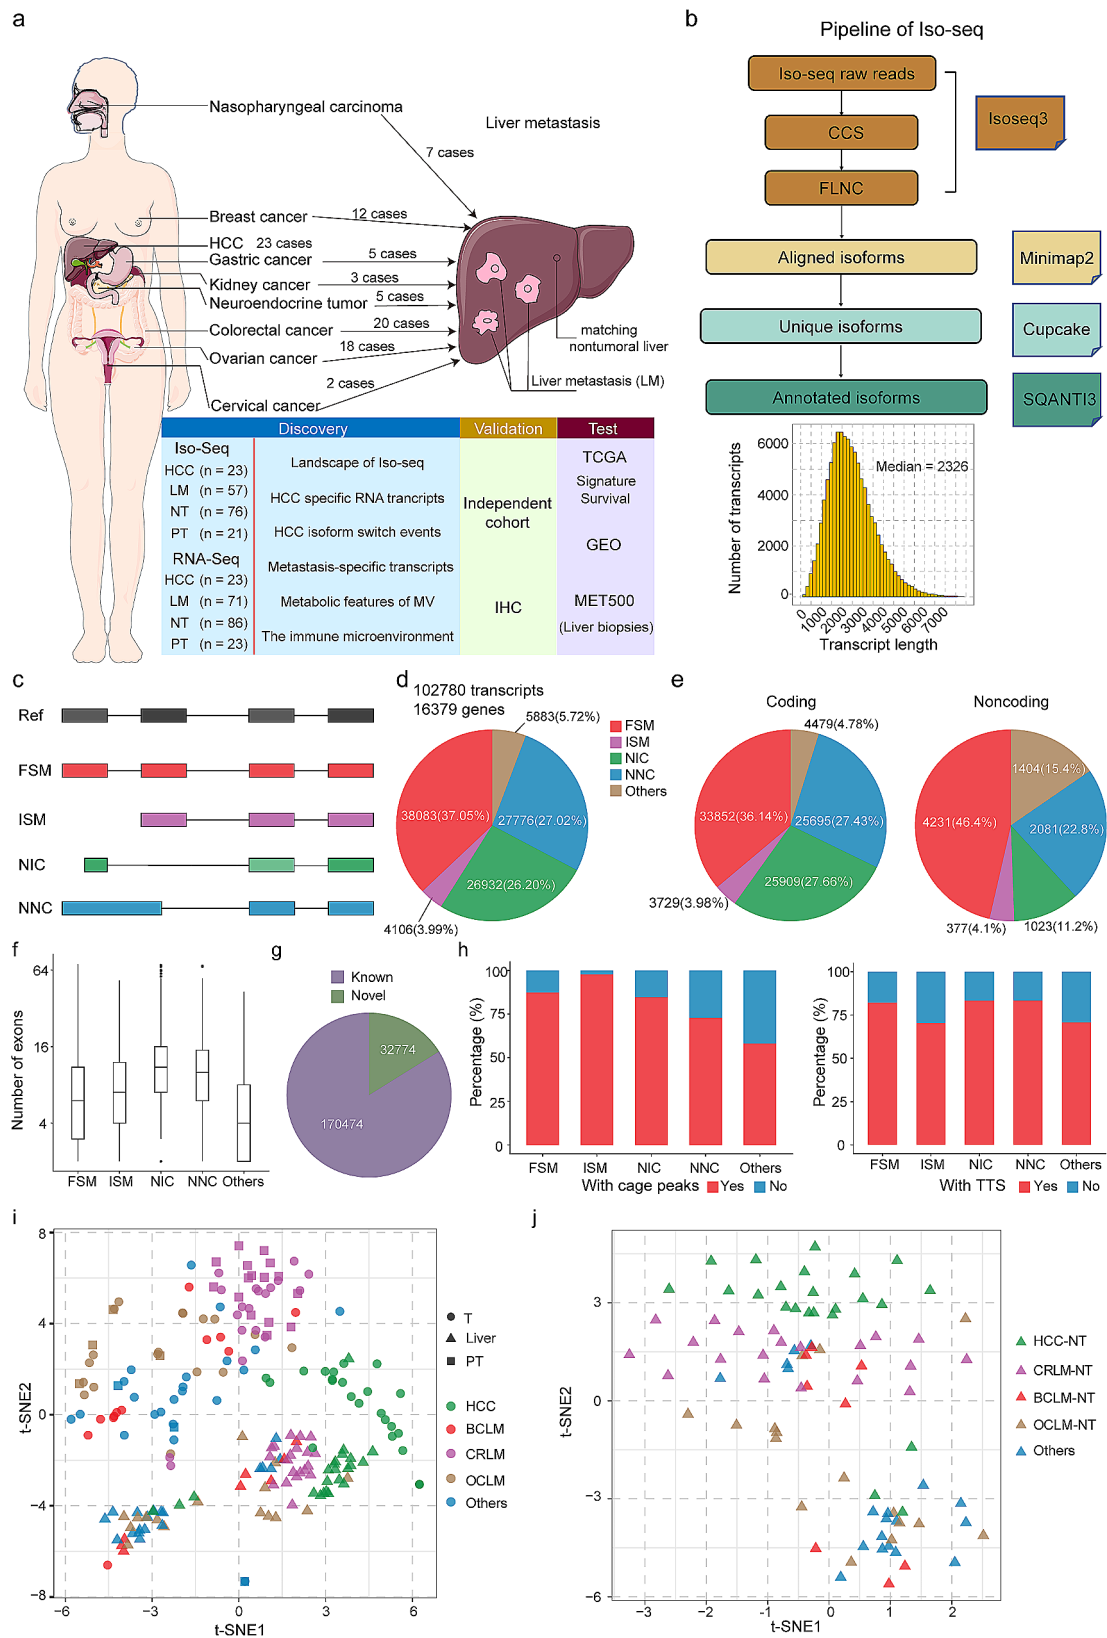 a
Nasopharyngeal carcinoma
Liver metastasis
7 cases
Breast cancer
12 cases
HCC 23 cases
Gastric cancer
5 cases
Kidney cancer
3 cases
Neuroendocrine tumor
5 cases
Colorectal cancer
20 cases
Ovarian cancer
18 cases
2 cases
Cervical cancer
matching
nontumoral liver
Liver metastasis (LM)
Discovery
Validation
Test
Iso-Seq
HCC (n = 23)
LM (n = 57)
NT (n = 76)
PT (n = 21)
RNA-Seq
HCC (n = 23)
LM (n = 71)
NT (n = 86)
PT (n = 23)
Landscape of Iso-seq
HCC specific RNA trancripts
HCC isoform switch events
Metastasis-specific transcripts
Metabolic features of MV
The immune microenvironment
Independent
cohort
IHC
TCGA
Signature
Survival
GEO
MET500
(Liver biopsies)
b
Pipeline of Iso-seq
Iso-seq raw reads
CCS
FLNC
Isoseq3
Aligned isoforms
Minimap2
Unique isoforms
Cupcake
Annotated isoforms
SQANTI3
Number of transcripts
6000
4000
2000
0
Median = 2326
0 1000 2000 3000 4000 5000 6000 7000
Transcript length
c
Ref
FSM
ISM
NIC
NNC
d
102780 transcripts
16379 genes
5883(5.72%)
38083(37.05%)
27776(27.02%)
26932(26.20%)
4106(3.99%)
FSM
ISM
NIC
NNC
Others
e
Coding
4479(4.78%)
33852(36.14%)
25695(27.43%)
25909(27.66%)
3729(3.98%)
Noncoding
1404(15.4%)
4231(46.4%)
2081(22.8%)
377(4.1%)
1023(11.2%)
f
Number of exons
64
16
4
FSM ISM NIC NNC Others
g
Known
Novel
32774
170474
h
Percentage (%)
100
75
50
25
0
FSM ISM NIC NNC Others
With cage peaks Yes No
Percentage (%)
100
75
50
25
0
FSM ISM NIC NNC Others
With TTS Yes No
i
t-SNE2
8
4
0
−4
−8
−6 −3 0 3 6
t-SNE1
T
Liver
PT
HCC
BCLM
CRLM
OCLM
Others
j
t-SNE2
3
0
−3
−6
−3 −2 -1 0 1 2
t-SNE1
HCC-NT
CRLM-NT
BCLM-NT
OCLM-NT
Others